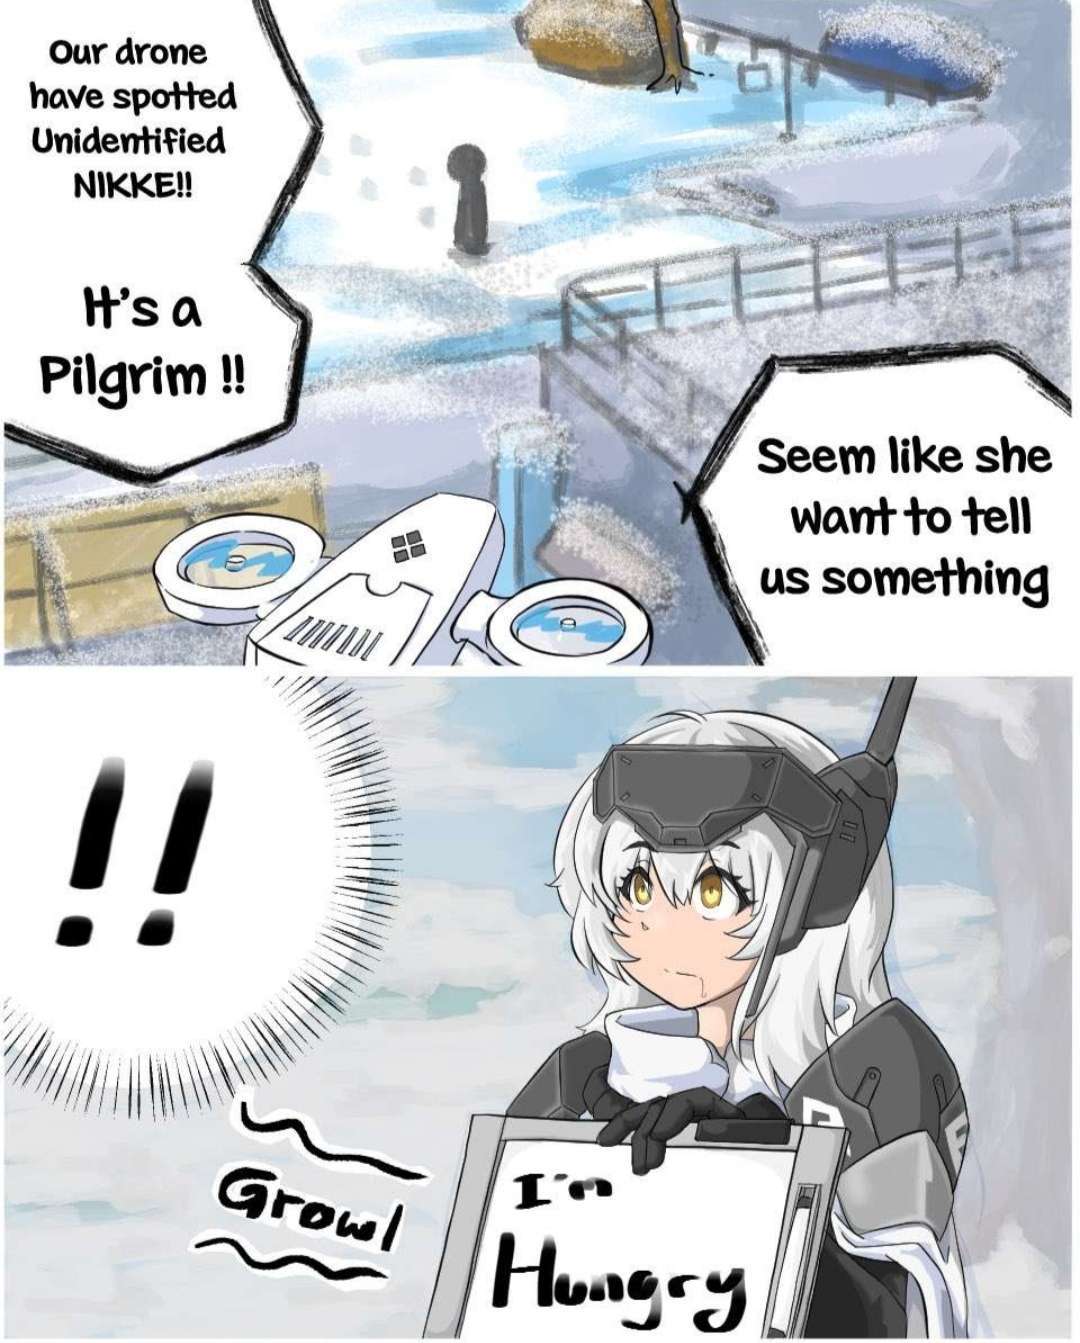 Our drone
have spotted
Unidentified
NIKKE!!
It's a
Pilgrim !!
Seem like she
want to tell
us something
!!
Growl
I'm
Hungry